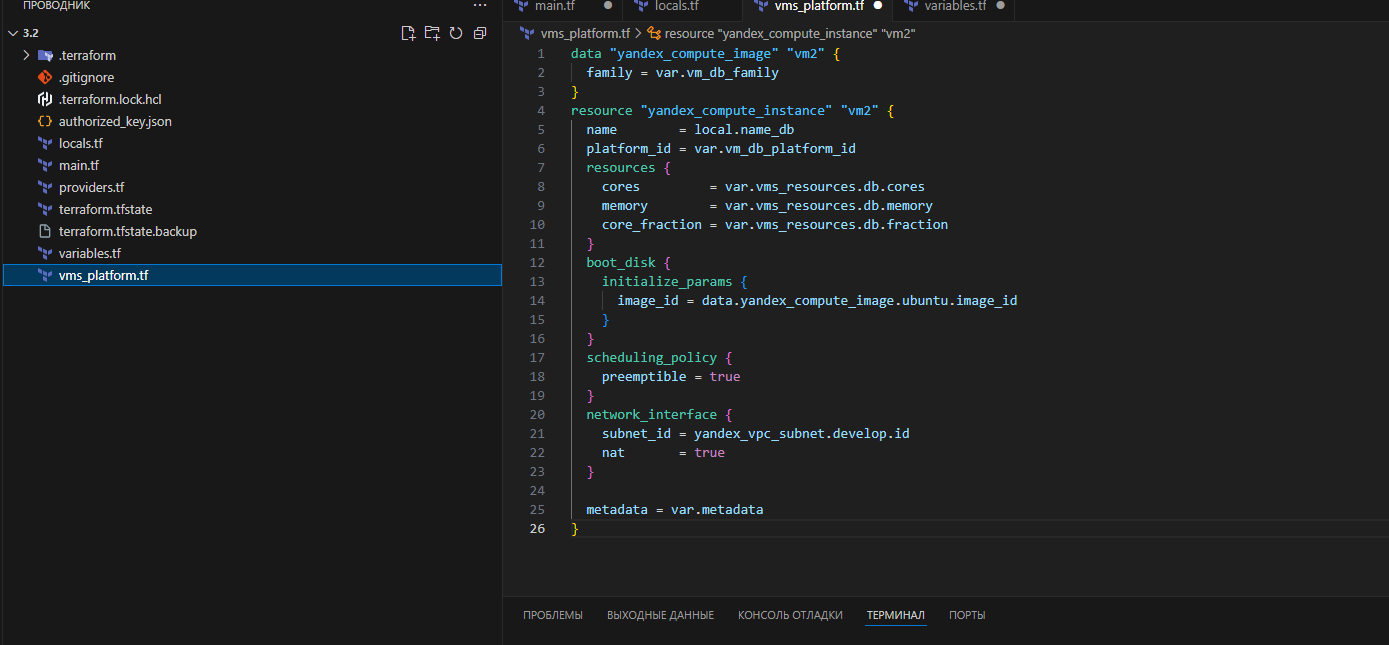 ПРОВОДНИК ···
main.tf locals.tf vms_platform.tf variables.tf
3.2
.terraform
.gitignore
.terraform.lock.hcl
authorized_key.json
locals.tf
main.tf
providers.tf
terraform.tfstate
terraform.tfstate.backup
variables.tf
vms_platform.tf
vms_platform.tf > resource "yandex_compute_instance" "vm2"
1 data "yandex_compute_image" "vm2" {
2   family = var.vm_db_family
3 }
4 resource "yandex_compute_instance" "vm2" {
5   name        = local.name_db
6   platform_id = var.vm_db_platform_id
7   resources {
8     cores         = var.vms_resources.db.cores
9     memory        = var.vms_resources.db.memory
10     core_fraction = var.vms_resources.db.fraction
11   }
12   boot_disk {
13     initialize_params {
14       image_id = data.yandex_compute_image.ubuntu.image_id
15     }
16   }
17   scheduling_policy {
18     preemptible = true
19   }
20   network_interface {
21     subnet_id = yandex_vpc_subnet.develop.id
22     nat       = true
23   }
24
25   metadata = var.metadata
26 }
ПРОБЛЕМЫ ВЫХОДНЫЕ ДАННЫЕ КОНСОЛЬ ОТЛАДКИ ТЕРМИНАЛ ПОРТЫ